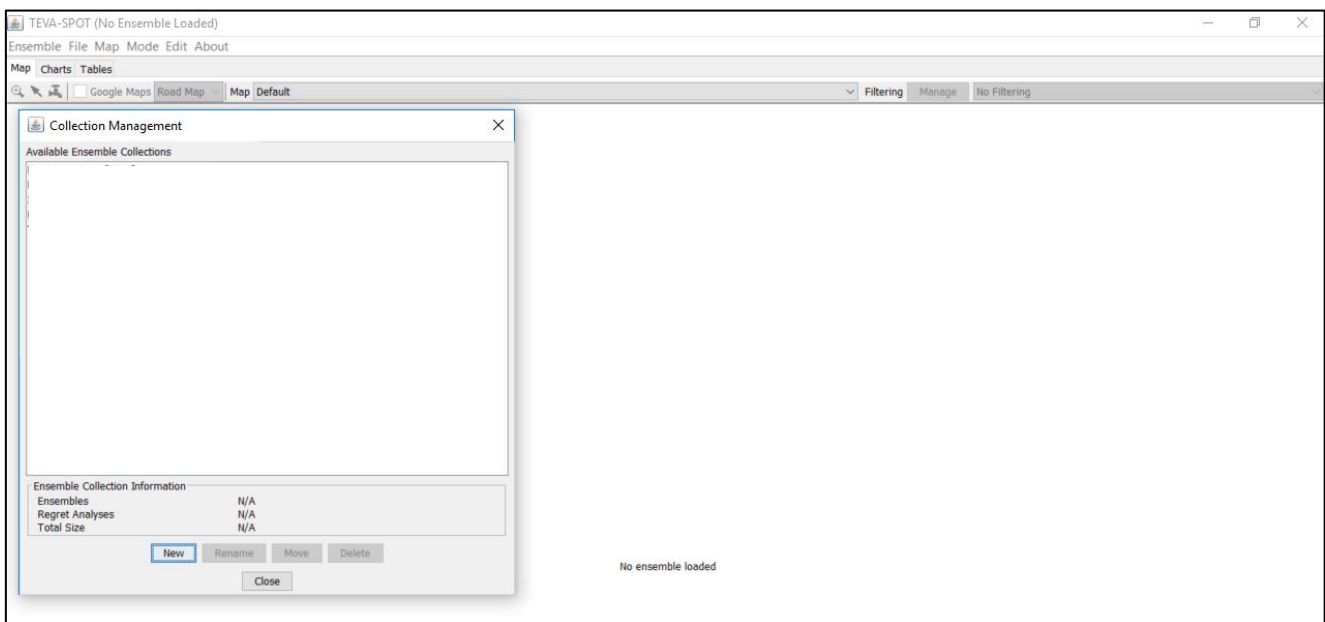 TEVA-SPOT (No Ensemble Loaded)
Ensemble File Map Mode Edit About
Map Charts Tables
Google Maps Road Map Map Default Filtering Manage No Filtering
Collection Management
Available Ensemble Collections
Ensemble Collection Information
Ensembles N/A
Regret Analyses N/A
Total Size N/A
New Rename Move Delete
Close
No ensemble loaded